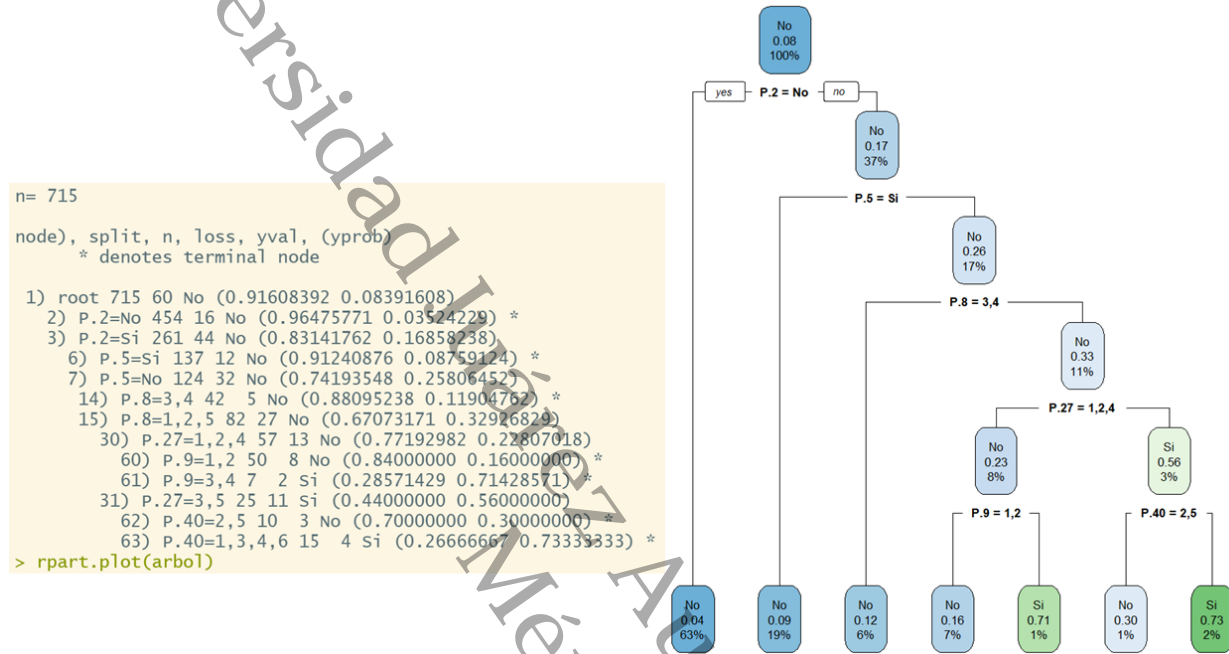 n= 715
node), split, n, loss, yval, (yprob)
* denotes terminal node
1) root 715 60 No (0.91608392 0.08391608)
2) P.2=No 454 16 No (0.96475771 0.03524229) *
3) P.2=Si 261 44 No (0.83141762 0.16858238)
6) P.5=Si 137 12 No (0.91240876 0.08759124) *
7) P.5=No 124 32 No (0.74193548 0.25806452)
14) P.8=3,4 42 5 No (0.88095238 0.11904762) *
15) P.8=1,2,5 82 27 No (0.67073171 0.32926829)
30) P.27=1,2,4 57 13 No (0.77192982 0.22807018)
60) P.9=1,2 50 8 No (0.84000000 0.16000000) *
61) P.9=3,4 7 2 Si (0.28571429 0.71428571) *
31) P.27=3,5 25 11 Si (0.44000000 0.56000000)
62) P.40=2,5 10 3 No (0.70000000 0.30000000) *
63) P.40=1,3,4,6 15 4 Si (0.26666667 0.73333333) *
> rpart.plot(arbol)
No
0.08
100%
yes P.2 = No no
No
0.17
37%
P.5 = Si
No
0.26
17%
P.8 = 3,4
No
0.33
11%
P.27 = 1,2,4
No
0.23
8%
Si
0.56
3%
P.9 = 1,2
P.40 = 2,5
No
0.04
63%
No
0.09
19%
No
0.12
6%
No
0.16
7%
Si
0.71
1%
No
0.30
1%
Si
0.73
2%
ersidad Juárez A
Mé